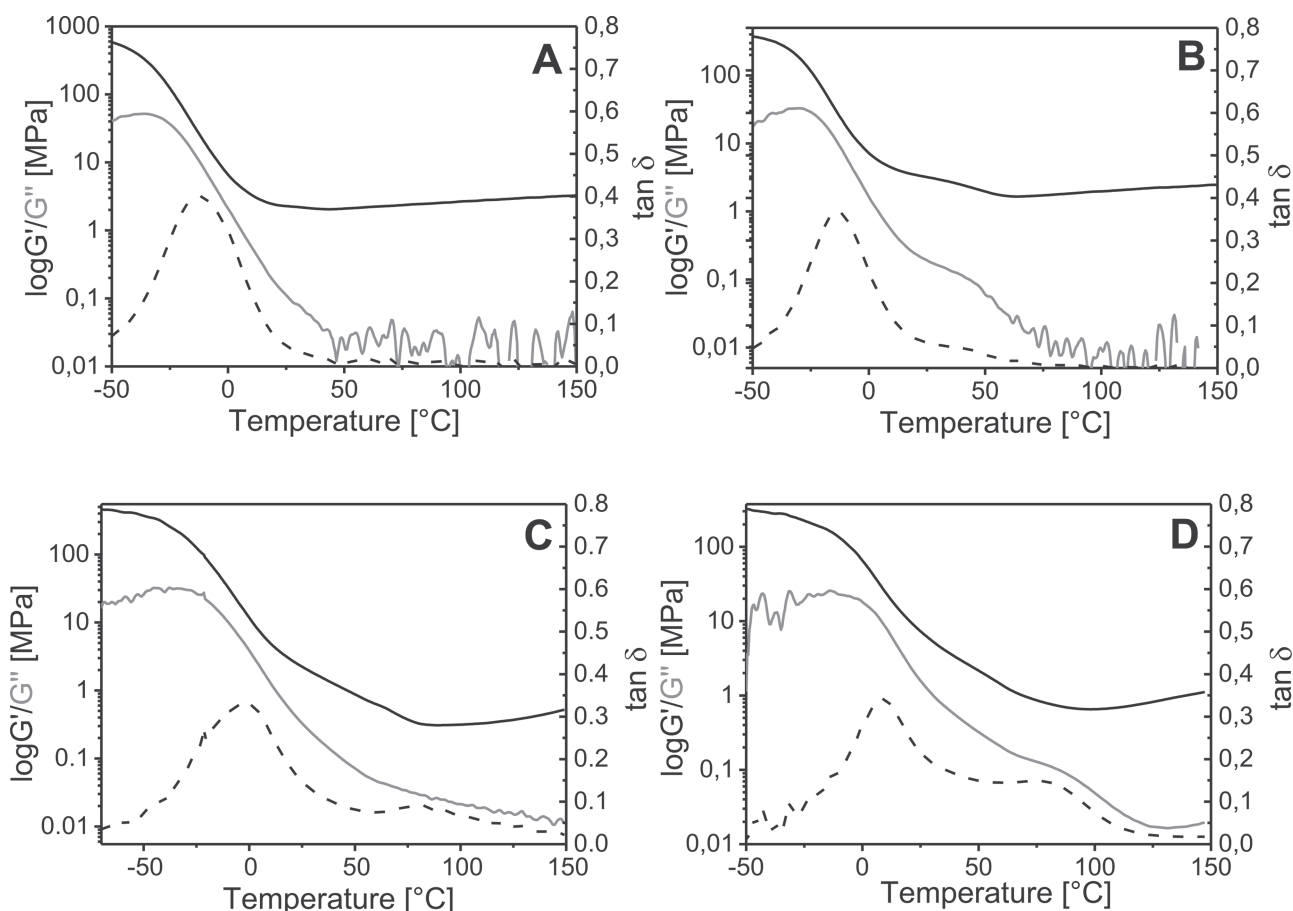 A
logG'/G'' [MPa]
1000
100
10
1
0,1
0.01
0.8
0,7
0,6
0,5
0,4
0,3
0,2
0,1
0.0
tan δ
-50 0 50 100 150
Temperature [°C]
B
logG'/G'' [MPa]
100
10
1
0,1
0,01
0.8
0,7
0,6
0,5
0,4
0,3
0,2
0,1
0,0
tan δ
-50 0 50 100 150
Temperature [°C]
C
logG'/G'' [MPa]
100
10
1
0.1
0.01
0.8
0.7
0.6
0.5
0.4
0.3
0.2
0.1
0.0
tan δ
-50 0 50 100 150
Temperature [°C]
D
logG'/G'' [MPa]
100
10
1
0,1
0,01
0.8
0,7
0,6
0,5
0,4
0,3
0,2
0,1
0,0
tan δ
-50 0 50 100 150
Temperature [°C]